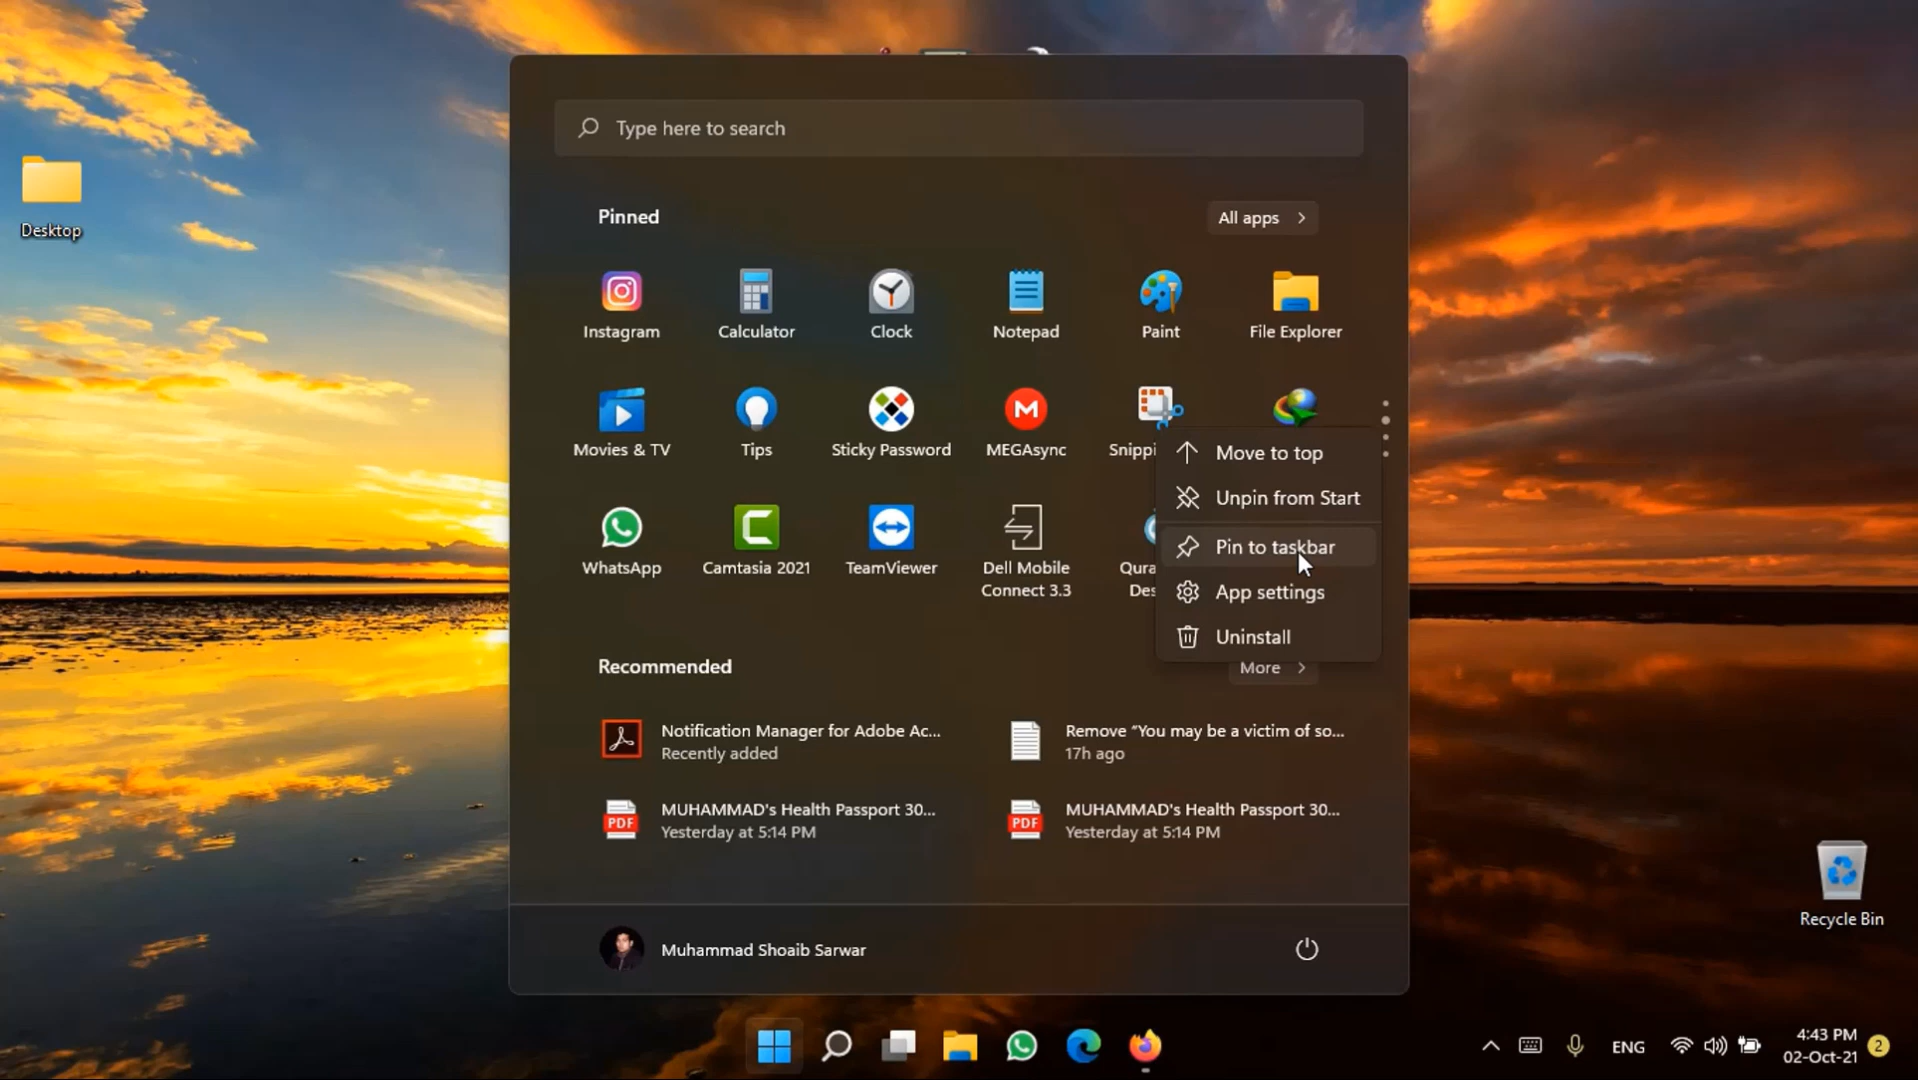 Type here to search
Desktop
Pinned
All apps
Instagram
Calculator
Clock
Notepad
Paint
File Explorer
Movies & TV
Tips
Sticky Password
MEGAsync
Snippi
WhatsApp
Camtasia 2021
TeamViewer
Dell Mobile
Connect 3.3
Qura
Des
Move to top
Unpin from Start
Pin to taskbar
App settings
Uninstall
Recommended
More
Notification Manager for Adobe Ac...
Recently added
Remove “You may be a victim of so...
17h ago
PDF
MUHAMMAD's Health Passport 30...
Yesterday at 5:14 PM
PDF
MUHAMMAD's Health Passport 30...
Yesterday at 5:14 PM
Recycle Bin
Muhammad Shoaib Sarwar
ENG
4:43 PM
02-Oct-21
2